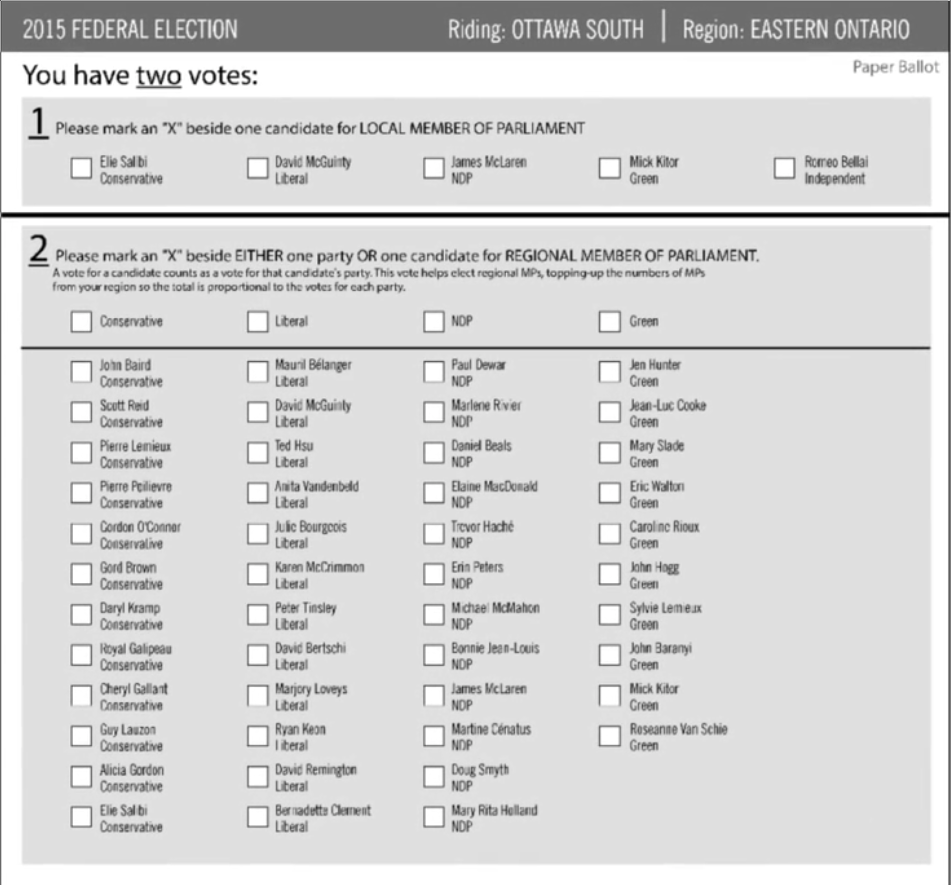 2015 FEDERAL ELECTION Riding: OTTAWA SOUTH | Region: EASTERN ONTARIO
Paper Ballot
You have two votes:
1 Please mark an "X" beside one candidate for LOCAL MEMBER OF PARLIAMENT
Elie Salibi David McGuinty James McLaren Mick Kitor Romeo Bellai
Conservative Liberal NDP Green Independent
2 Please mark an "X" beside EITHER one party OR one candidate for REGIONAL MEMBER OF PARLIAMENT.
A vote for a candidate counts as a vote for that candidate's party. This vote helps elect regional MPs, topping-up the numbers of MPs
from your region so the total is proportional to the votes for each party.
Conservative Liberal NDP Green
John Baird Mauril Bélanger Paul Dewar Jen Hunter
Conservative Liberal NDP Green
Scott Reid David McGuinty Marlene Rivier Jean-Luc Cooke
Conservative Liberal NDP Green
Pierre Lemieux Ted Hsu Daniel Beals Mary Slade
Conservative Liberal NDP Green
Pierre Poilievre Anita Vandenbeld Elaine MacDonald Eric Walton
Conservative Liberal NDP Green
Gordon O'Connor Julie Bourgeois Trevor Haché Caroline Rioux
Conservative Liberal NDP Green
Gord Brown Karen McCrimmon Erin Peters John Hogg
Conservative Liberal NDP Green
Daryl Kramp Peter Tinsley Michael McMahon Sylvie Lemieux
Conservative Liberal NDP Green
Royal Galipeau David Bertschi Bonnie Jean-Louis John Baranyi
Conservative Liberal NDP Green
Cheryl Gallant Marjory Loveys James McLaren Mick Kitor
Conservative Liberal NDP Green
Guy Lauzon Ryan Keon Martine Cénatus Roseanne Van Schie
Conservative Liberal NDP Green
Alicia Gordon David Remington Doug Smyth
Conservative Liberal NDP
Elie Salibi Bernadette Clement Mary Rita Holland
Conservative Liberal NDP